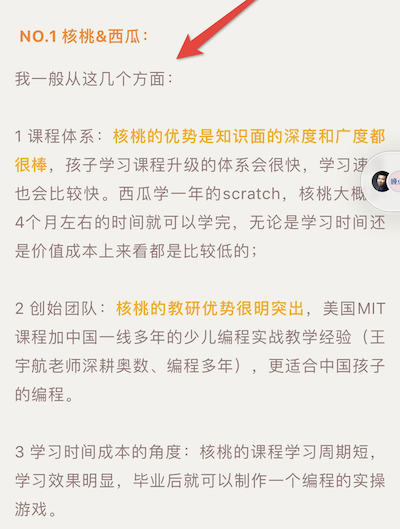 NO.1 核桃&西瓜：
我一般从这几个方面：
1 课程体系：核桃的优势是知识面的深度和广度都
很棒，孩子学习课程升级的体系会很快，学习速
也会比较快。西瓜学一年的scratch，核桃大概
4个月左右的时间就可以学完，无论是学习时间还
是价值成本上来看都是比较低的；
2 创始团队：核桃的教研优势很明突出，美国MIT
课程加中国一线多年的少儿编程实战教学经验（王
宇航老师深耕奥数、编程多年），更适合中国孩子
的编程。
3 学习时间成本的角度：核桃的课程学习周期短，
学习效果明显，毕业后就可以制作一个编程的实操
游戏。